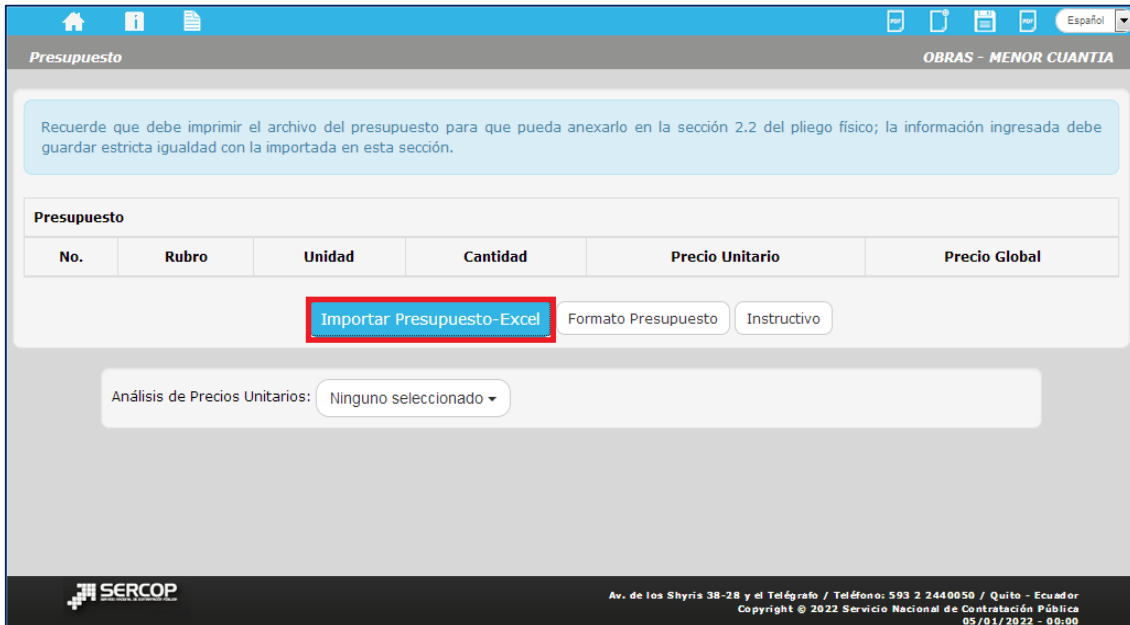 Español
Presupuesto
OBRAS - MENOR CUANTIA
Recuerde que debe imprimir el archivo del presupuesto para que pueda anexarlo en la sección 2.2 del pliego físico; la información ingresada debe
guardar estricta igualdad con la importada en esta sección.
Presupuesto
No. Rubro Unidad Cantidad Precio Unitario Precio Global
Importar Presupuesto-Excel Formato Presupuesto Instructivo
Análisis de Precios Unitarios: Ninguno seleccionado
SERCOP
Av. de los Shyris 38-28 y el Telégrafo / Teléfono: 593 2 2440050 / Quito - Ecuador
Copyright © 2022 Servicio Nacional de Contratación Pública
05/01/2022 - 00:00